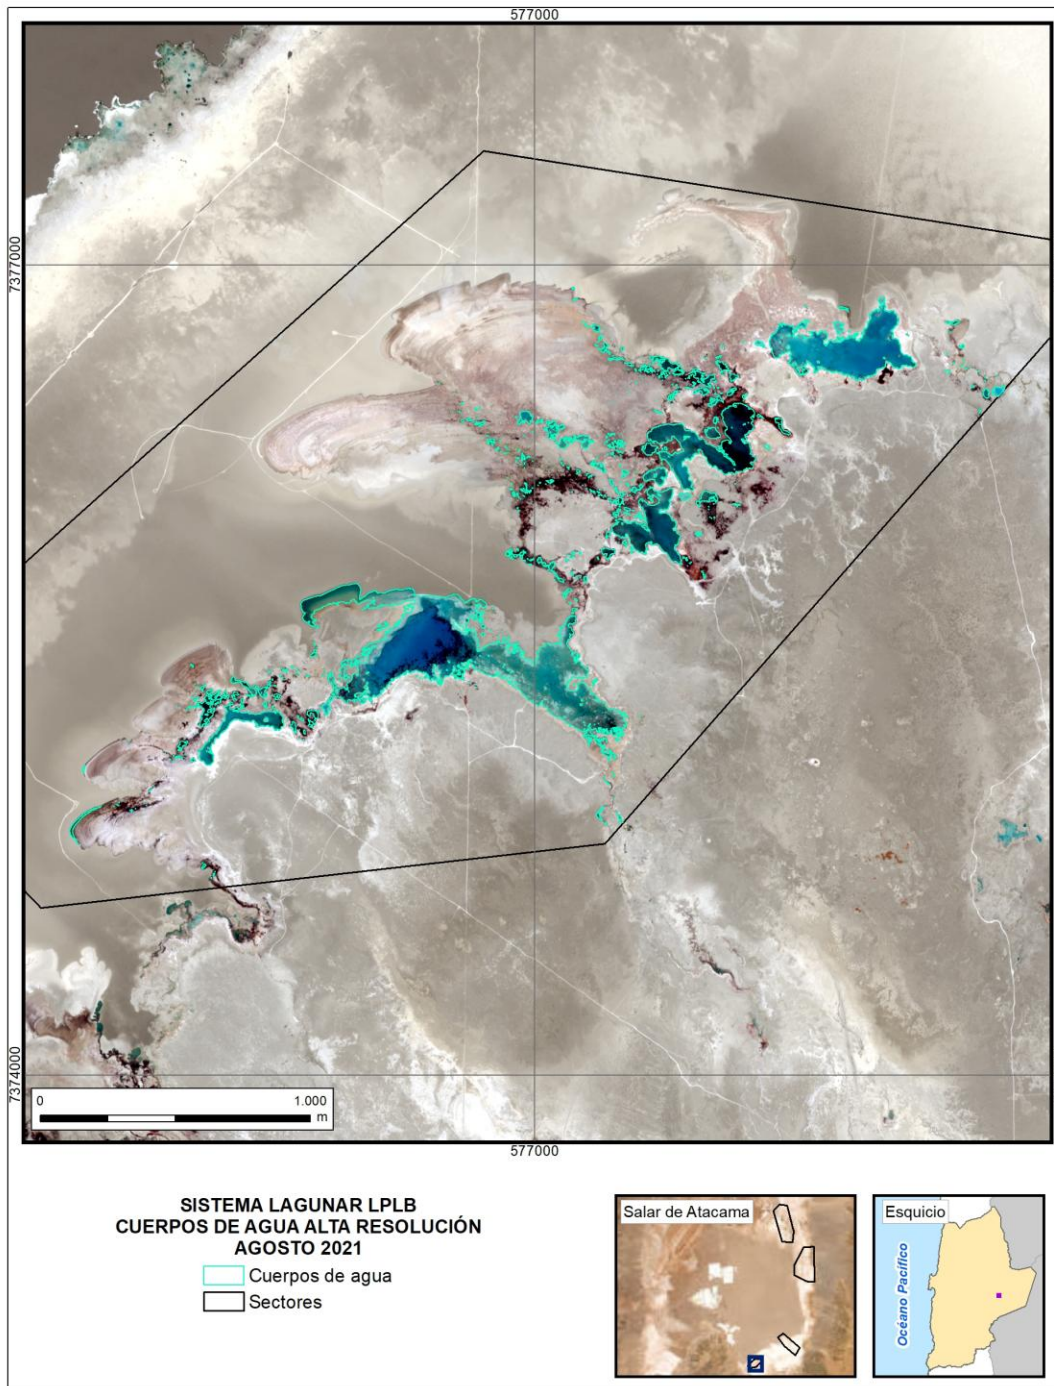 577000
7377000
7374000
0 1.000
m
577000
SISTEMA LAGUNAR LPLB
CUERPOS DE AGUA ALTA RESOLUCIÓN
AGOSTO 2021
Cuerpos de agua
Sectores
Salar de Atacama
Esquicio
Océano Pacífico